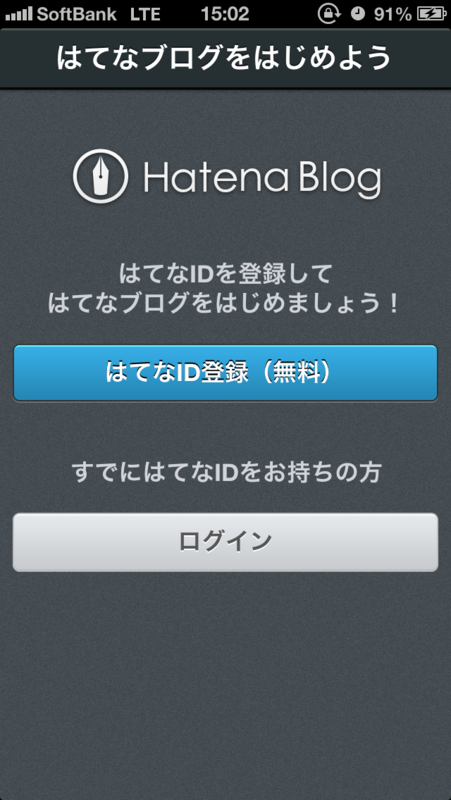 SoftBank LTE 15:02 91%
はてなブログをはじめよう
Hatena Blog
はてなIDを登録して
はてなブログをはじめましょう！
はてなID登録（無料）
すでにはてなIDをお持ちの方
ログイン